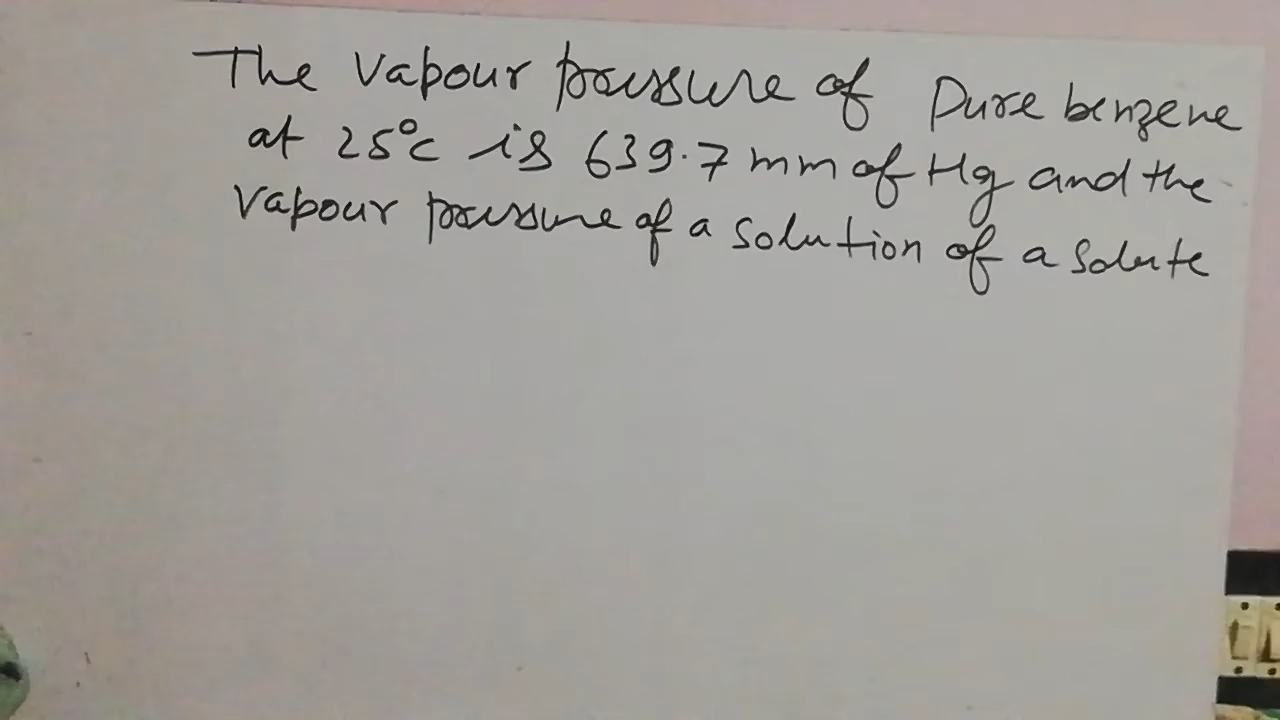 The vapour pressure of Pure benzene
at 25°c is 639.7 mm of Hg and the
Vapour pressure of a solution of a solute